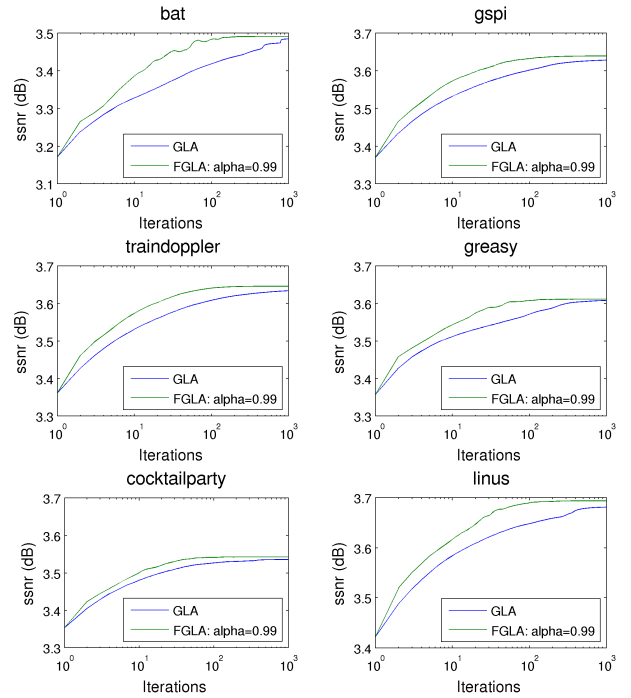 bat
3.5
3.4
3.3
3.2
3.1
ssnr (dB)
GLA
FGLA: alpha=0.99
10^0 10^1 10^2 10^3
Iterations
gspi
3.7
3.6
3.5
3.4
3.3
ssnr (dB)
GLA
FGLA: alpha=0.99
10^0 10^1 10^2 10^3
Iterations
traindoppler
3.7
3.6
3.5
3.4
3.3
ssnr (dB)
GLA
FGLA: alpha=0.99
10^0 10^1 10^2 10^3
Iterations
greasy
3.7
3.6
3.5
3.4
3.3
ssnr (dB)
GLA
FGLA: alpha=0.99
10^0 10^1 10^2 10^3
Iterations
cocktailparty
3.7
3.6
3.5
3.4
3.3
ssnr (dB)
GLA
FGLA: alpha=0.99
10^0 10^1 10^2 10^3
Iterations
linus
3.7
3.6
3.5
3.4
ssnr (dB)
GLA
FGLA: alpha=0.99
10^0 10^1 10^2 10^3
Iterations